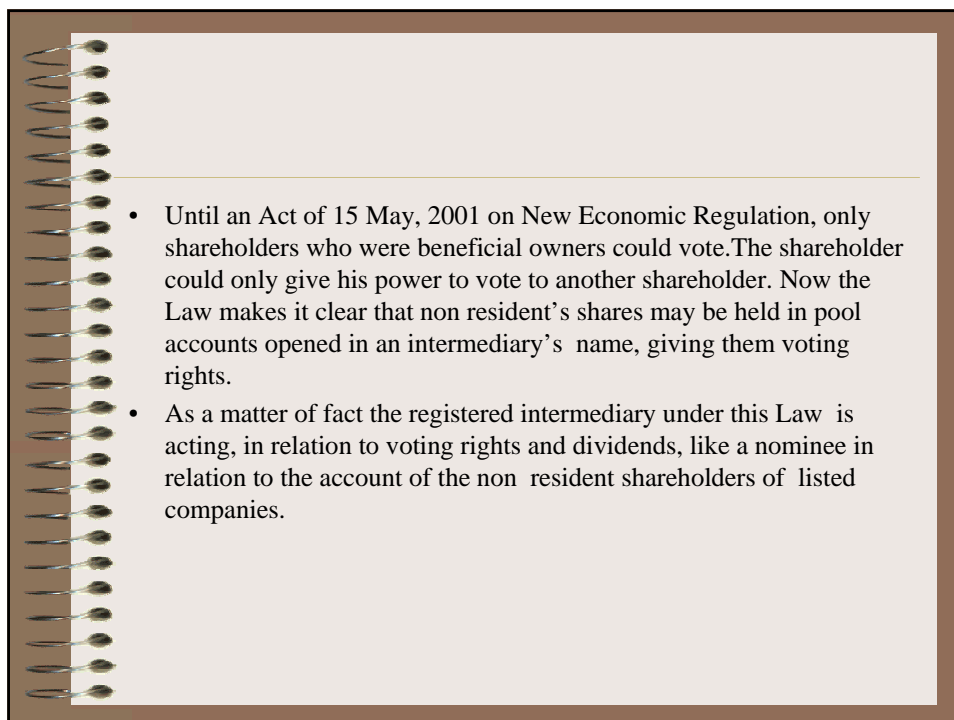 • Until an Act of 15 May, 2001 on New Economic Regulation, only
shareholders who were beneficial owners could vote.The shareholder
could only give his power to vote to another shareholder. Now the
Law makes it clear that non resident’s shares may be held in pool
accounts opened in an intermediary’s  name, giving them voting
rights.
• As a matter of fact the registered intermediary under this Law  is
acting, in relation to voting rights and dividends, like a nominee in
relation to the account of the non  resident shareholders of  listed
companies.